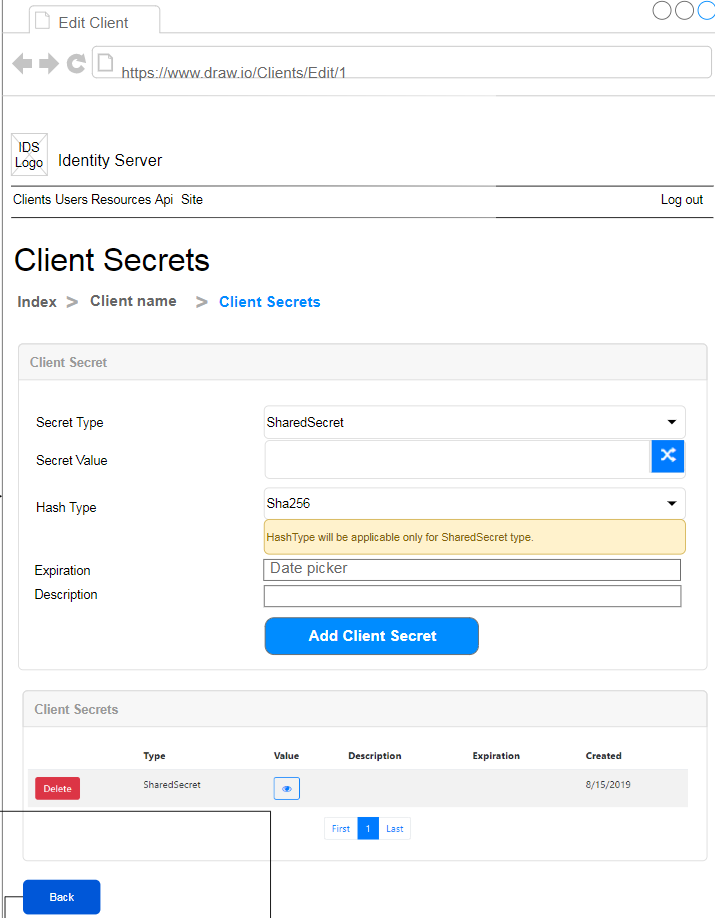 Edit Client
https://www.draw.io/Clients/Edit/1
IDS
Logo
Identity Server
Clients Users Resources Api Site
Log out
Client Secrets
Index > Client name > Client Secrets
Client Secret
Secret Type
SharedSecret
Secret Value
Hash Type
Sha256
HashType will be applicable only for SharedSecret type.
Expiration
Date picker
Description
Add Client Secret
Client Secrets
Type Value Description Expiration Created
Delete SharedSecret 8/15/2019
First 1 Last
Back